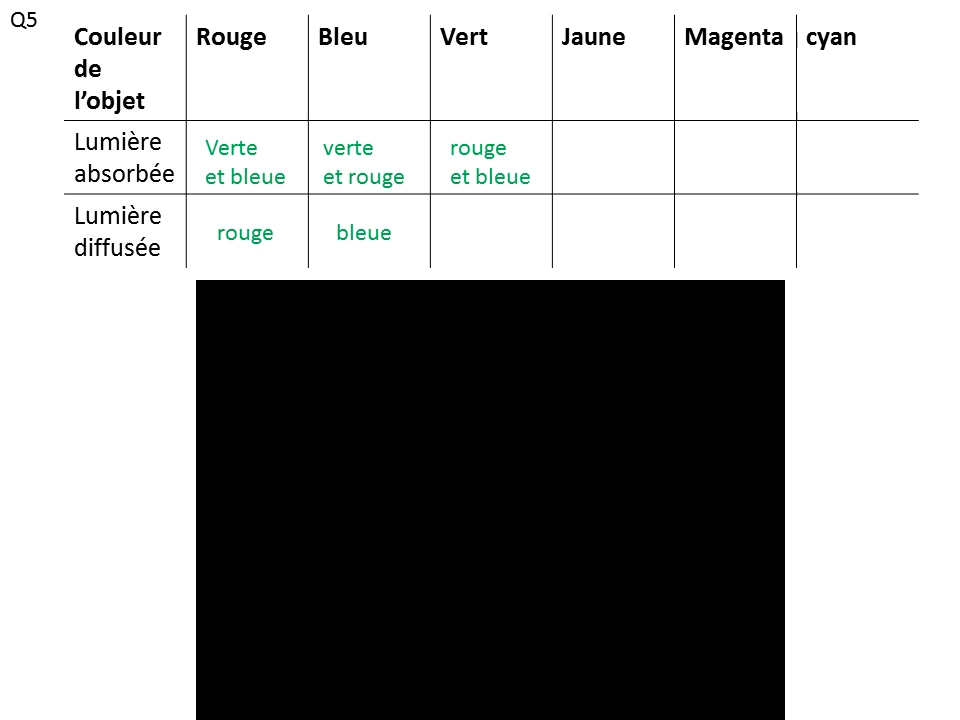 Q5
Couleur de l’objet Rouge Bleu Vert Jaune Magenta cyan
Lumière absorbée Verte et bleue verte et rouge rouge et bleue
Lumière diffusée rouge bleue